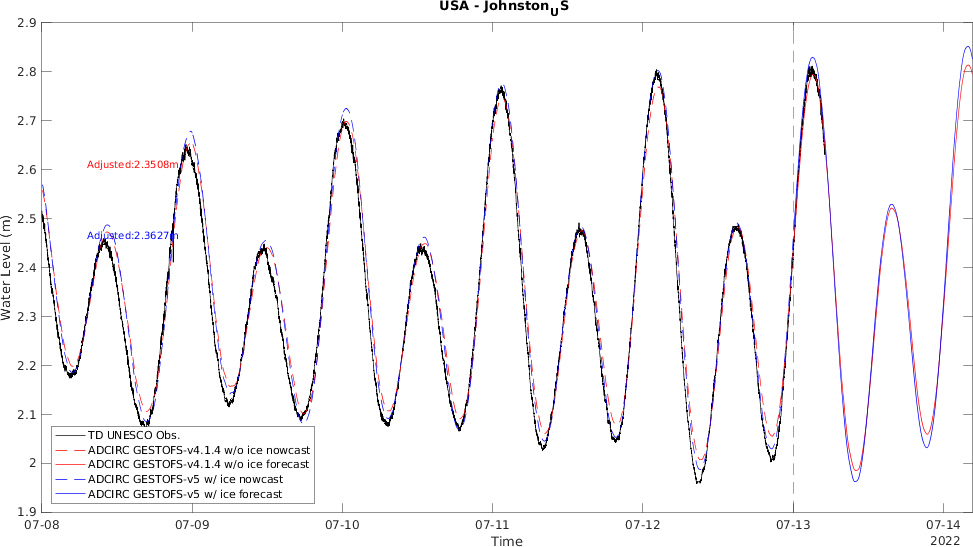 USA - Johnston_US
2.9
2.8
2.7
2.6
2.5
2.4
2.3
2.2
2.1
2
1.9
Water Level (m)
Adjusted:2.3508m
Adjusted:2.3627m
TD UNESCO Obs.
ADCIRC GESTOFS-v4.1.4 w/o ice nowcast
ADCIRC GESTOFS-v4.1.4 w/o ice forecast
ADCIRC GESTOFS-v5 w/ ice nowcast
ADCIRC GESTOFS-v5 w/ ice forecast
07-08 07-09 07-10 07-11 07-12 07-13 07-14
Time
2022